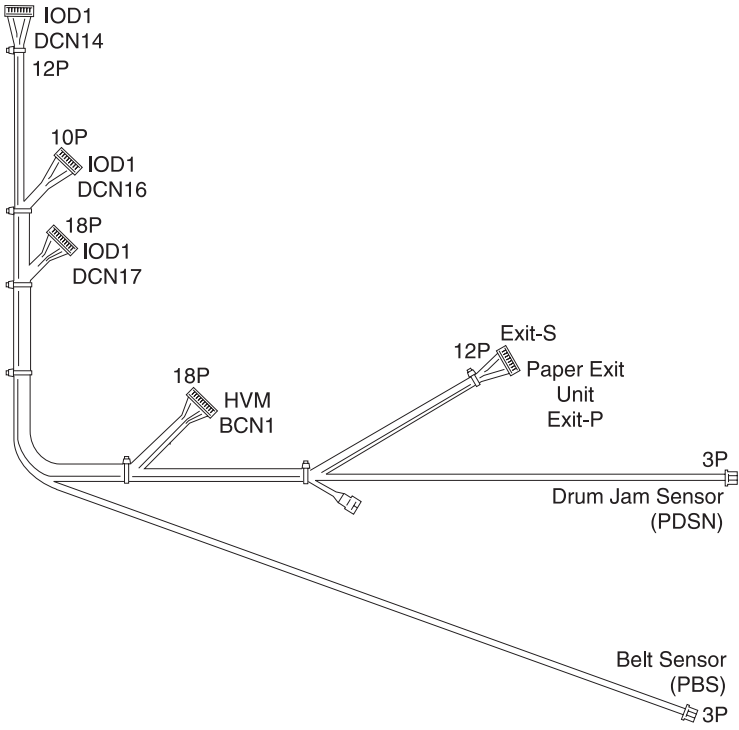 IOD1
DCN14
12P
10P
IOD1
DCN16
18P
IOD1
DCN17
Exit-S
12P
Paper Exit
Unit
Exit-P
18P
HVM
BCN1
3P
Drum Jam Sensor
(PDSN)
Belt Sensor
(PBS)
3P